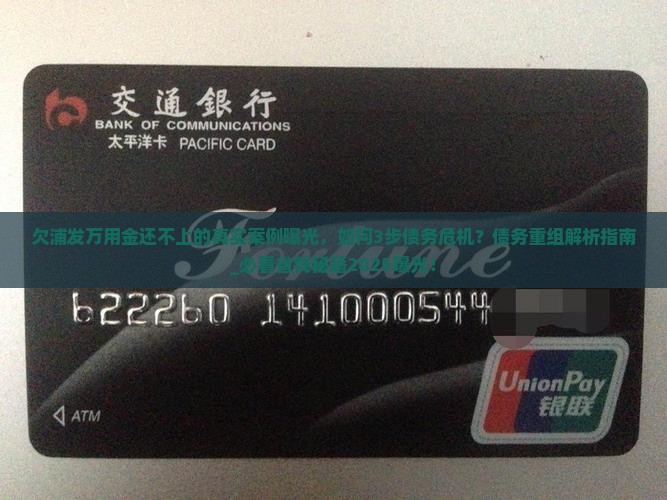 交通銀行
BANK OF COMMUNICATIONS
太平洋卡 PACIFIC CARD
欠浦发万用金还不上的真实案例曝光，如何3步债务危机？债务重组解析指南
622260 141000544
UnionPay
银联
ATM